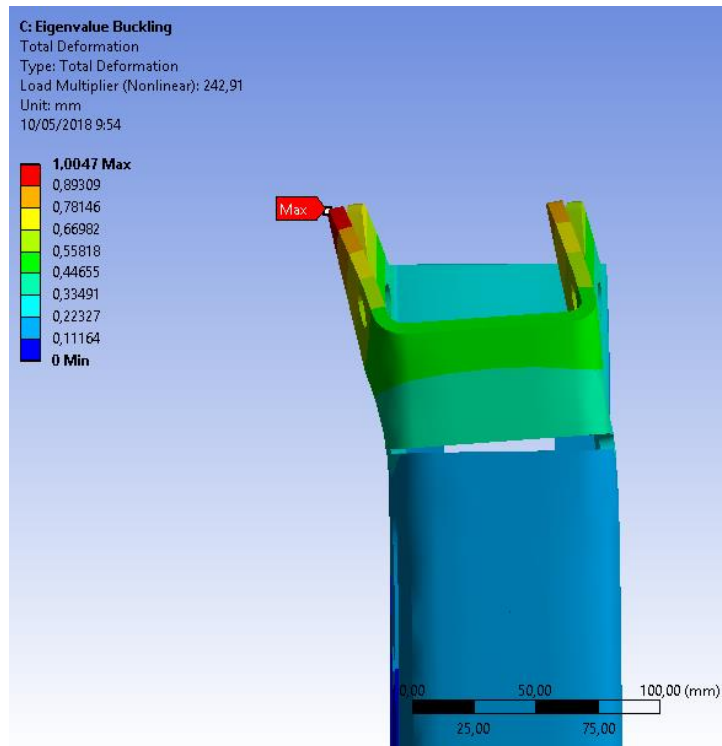 C: Eigenvalue Buckling
Total Deformation
Type: Total Deformation
Load Multiplier (Nonlinear): 242,91
Unit: mm
10/05/2018 9:54
1,0047 Max
0,89309
0,78146
0,66982
0,55818
0,44655
0,33491
0,22327
0,11164
0 Min
Max
0,00 50,00 100,00 (mm)
25,00 75,00